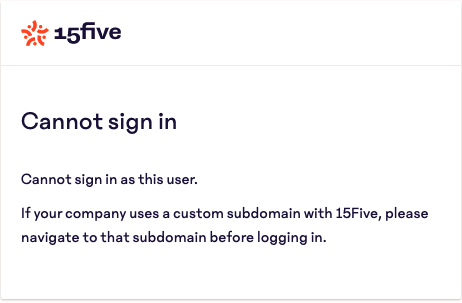 15five
Cannot sign in
Cannot sign in as this user.
If your company uses a custom subdomain with 15Five, please
navigate to that subdomain before logging in.